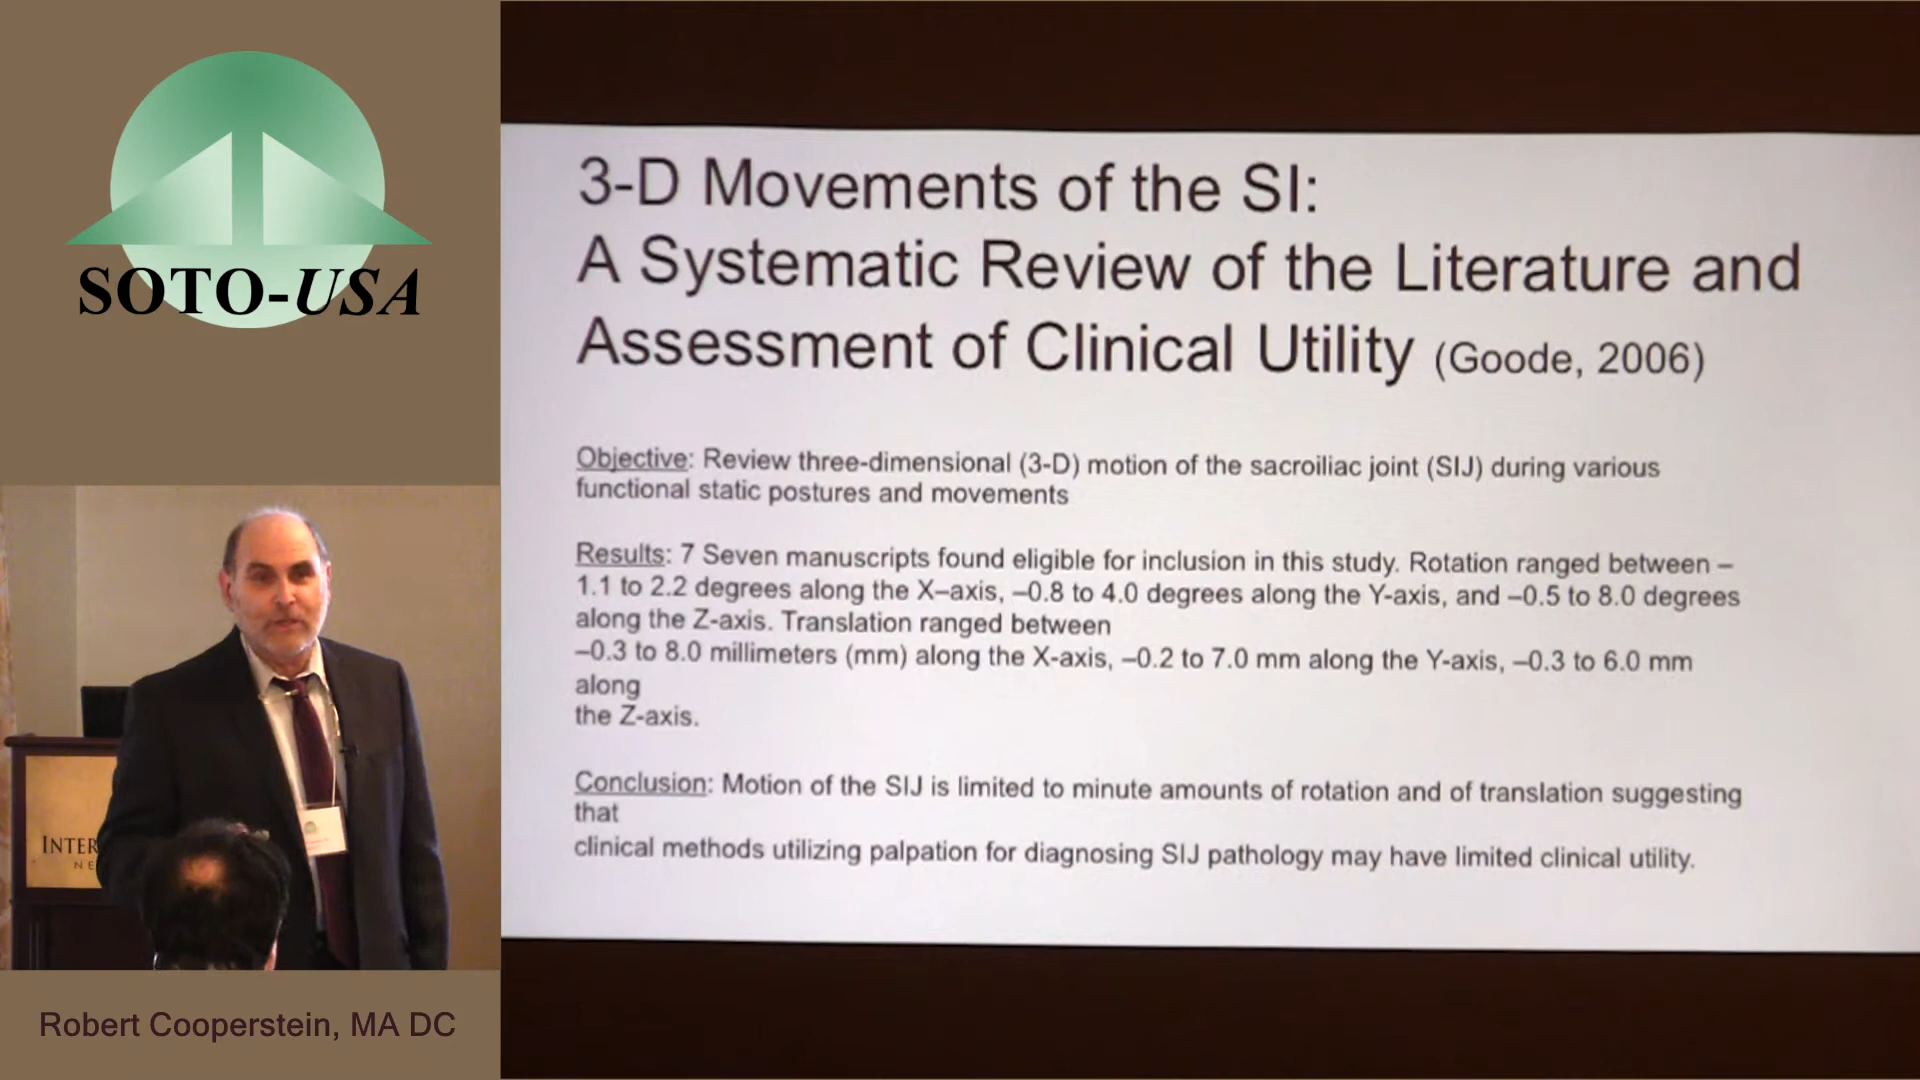 SOTO-USA
3-D Movements of the SI:
A Systematic Review of the Literature and
Assessment of Clinical Utility (Goode, 2006)
Objective: Review three-dimensional (3-D) motion of the sacroiliac joint (SIJ) during various
functional static postures and movements
Results: 7 Seven manuscripts found eligible for inclusion in this study. Rotation ranged between –
1.1 to 2.2 degrees along the X–axis, –0.8 to 4.0 degrees along the Y-axis, and –0.5 to 8.0 degrees
along the Z-axis. Translation ranged between
–0.3 to 8.0 millimeters (mm) along the X-axis, –0.2 to 7.0 mm along the Y-axis, –0.3 to 6.0 mm
along
the Z-axis.
Conclusion: Motion of the SIJ is limited to minute amounts of rotation and of translation suggesting
that
clinical methods utilizing palpation for diagnosing SIJ pathology may have limited clinical utility.
INTER
NE
Robert Cooperstein, MA DC